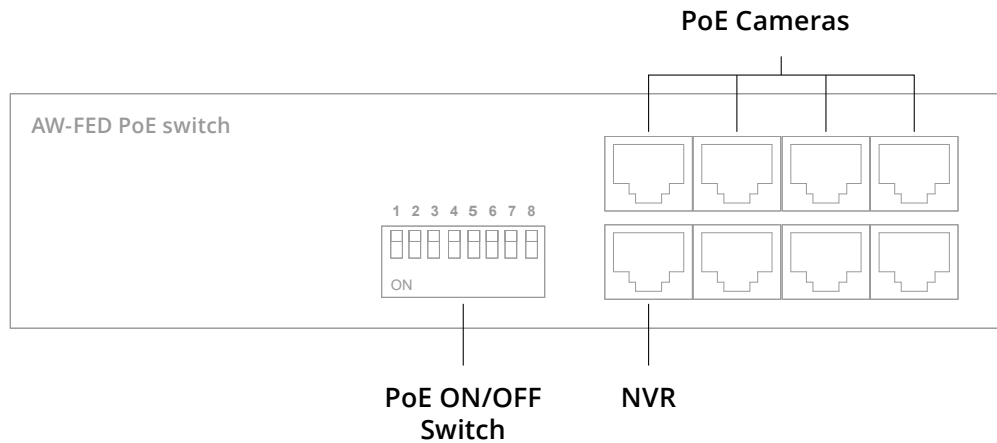 PoE Cameras
AW-FED PoE switch
1 2 3 4 5 6 7 8
ON
PoE ON/OFF
Switch
NVR